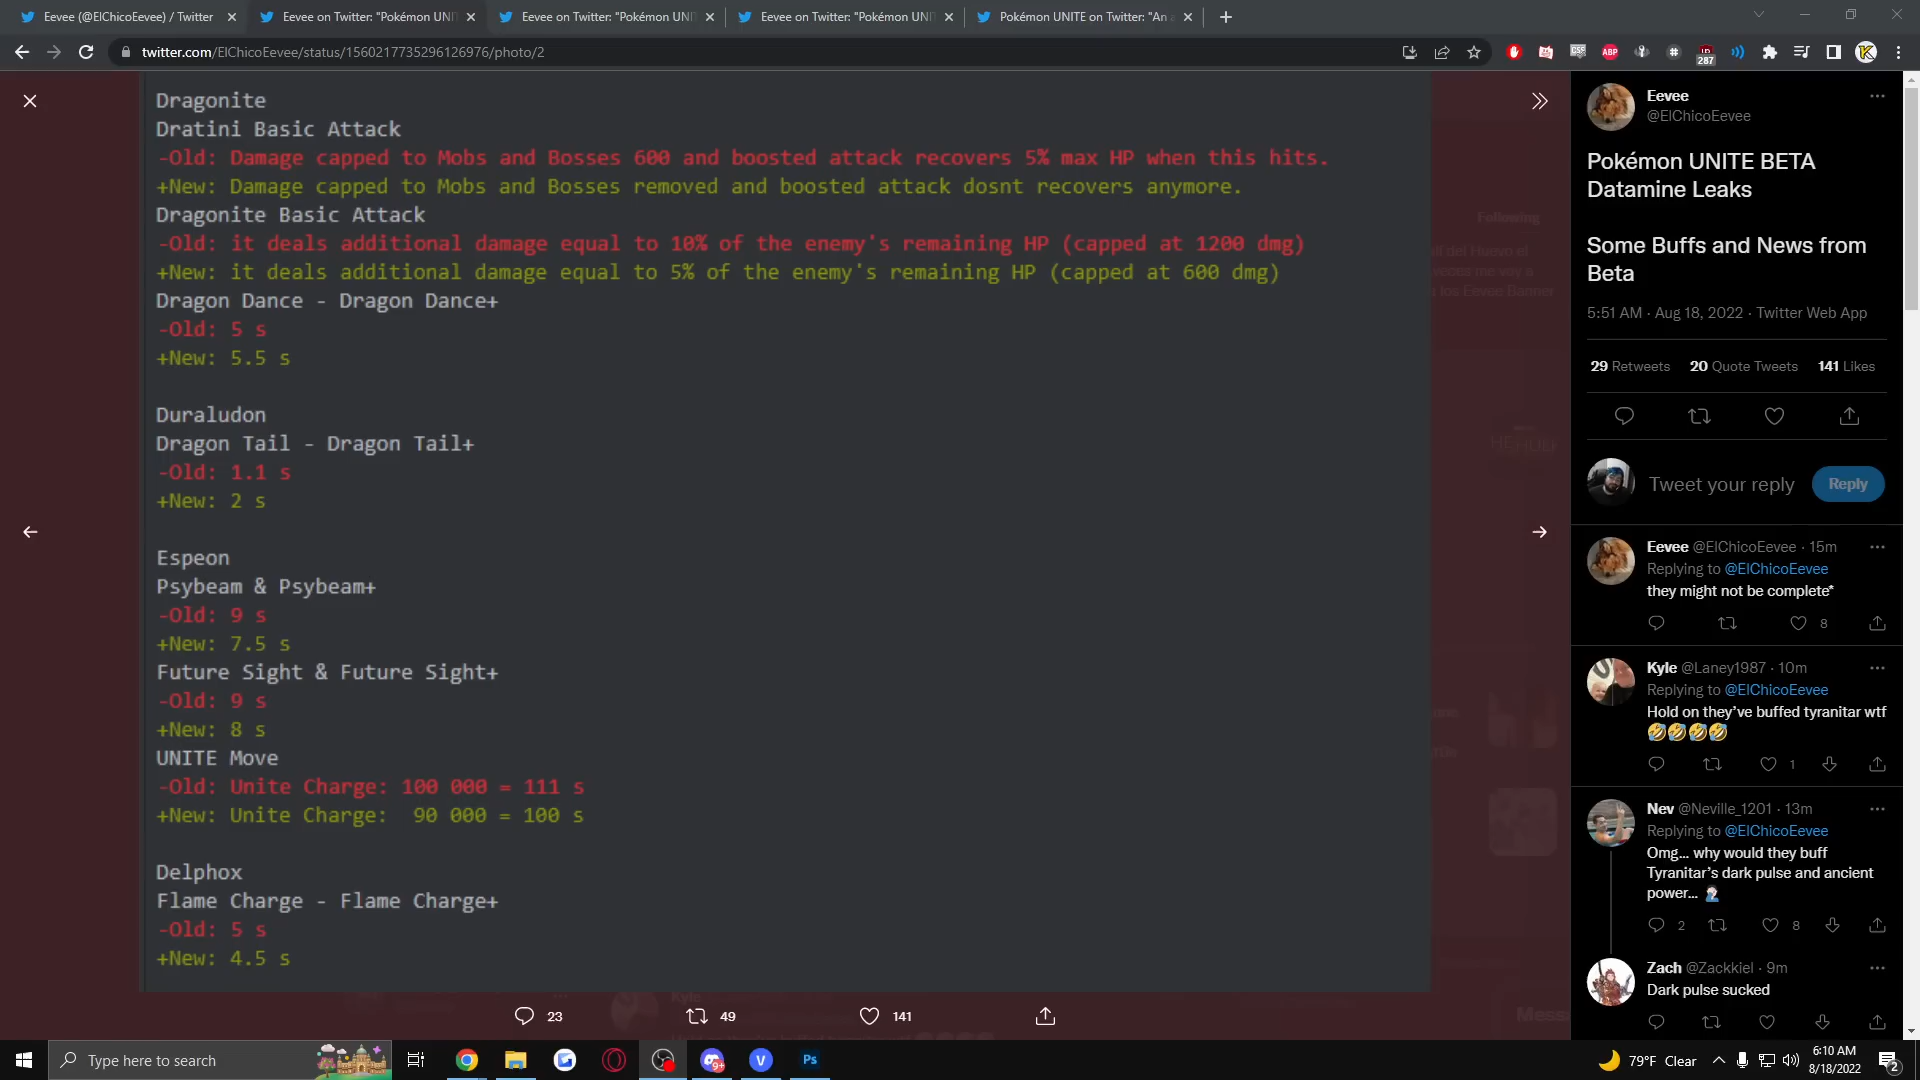 Eevee (@ElChicoEevee) / Twitter
Eevee on Twitter: "Pokémon UNI
Eevee on Twitter: "Pokémon UNI
Eevee on Twitter: "Pokémon UNI
Pokémon UNITE on Twitter: "An a
twitter.com/ElChicoEevee/status/1560217735296126976/photo/2
ABP
287
Dragonite
Dratini Basic Attack
-Old: Damage capped to Mobs and Bosses 600 and boosted attack recovers 5% max HP when this hits.
+New: Damage capped to Mobs and Bosses removed and boosted attack dosnt recovers anymore.
Dragonite Basic Attack
-Old: it deals additional damage equal to 10% of the enemy's remaining HP (capped at 1200 dmg)
+New: it deals additional damage equal to 5% of the enemy's remaining HP (capped at 600 dmg)
Dragon Dance - Dragon Dance+
-Old: 5 s
+New: 5.5 s
Duraludon
Dragon Tail - Dragon Tail+
-Old: 1.1 s
+New: 2 s
Espeon
Psybeam & Psybeam+
-Old: 9 s
+New: 7.5 s
Future Sight & Future Sight+
-Old: 9 s
+New: 8 s
UNITE Move
-Old: Unite Charge: 100 000 = 111 s
+New: Unite Charge:  90 000 = 100 s
Delphox
Flame Charge - Flame Charge+
-Old: 5 s
+New: 4.5 s
23
49
141
Following
Eevee
@ElChicoEevee
Pokémon UNITE BETA
Datamine Leaks
Some Buffs and News from
Beta
5:51 AM · Aug 18, 2022 · Twitter Web App
29 Retweets 20 Quote Tweets 141 Likes
Tweet your reply
Reply
Eevee @ElChicoEevee · 15m
Replying to @ElChicoEevee
they might not be complete*
8
Kyle @Laney1987 · 10m
Replying to @ElChicoEevee
Hold on they've buffed tyranitar wtf
🤣🤣🤣🤣
1
Nev @Neville_1201 · 13m
Replying to @ElChicoEevee
Omg... why would they buff
Tyranitar's dark pulse and ancient
power...
2
8
Zach @Zackkiel · 9m
Dark pulse sucked
Type here to search
9+
V
Ps
79°F Clear
6:10 AM
8/18/2022
2